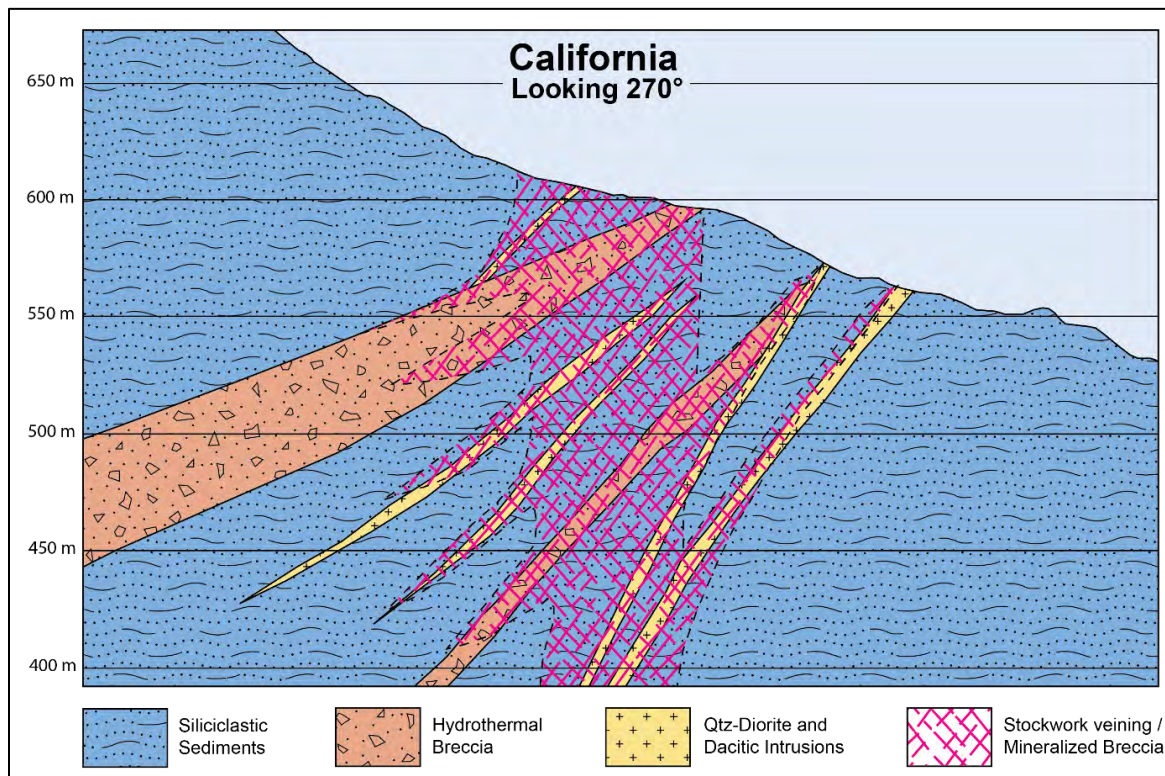 California
Looking 270°
650 m
600 m
550 m
500 m
450 m
400 m
Siliciclastic
Sediments
Hydrothermal
Breccia
Qtz-Diorite and
Dacitic Intrusions
Stockwork veining /
Mineralized Breccia